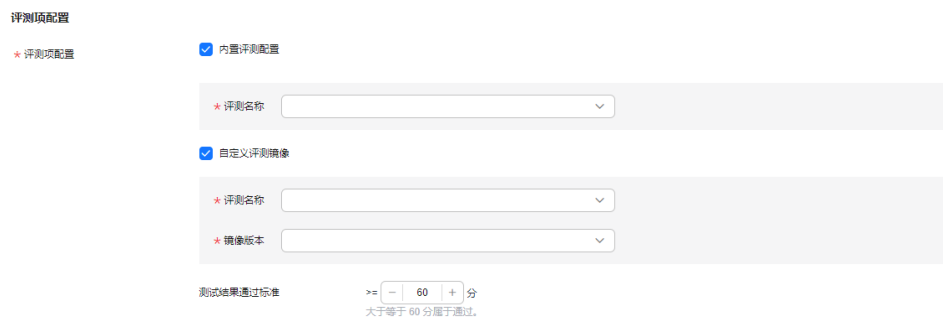 评测项配置
* 评测项配置
内置评测配置
* 评测名称
自定义评测镜像
* 评测名称
* 镜像版本
测试结果通过标准 >= − 60 + 分
大于等于 60 分属于通过。